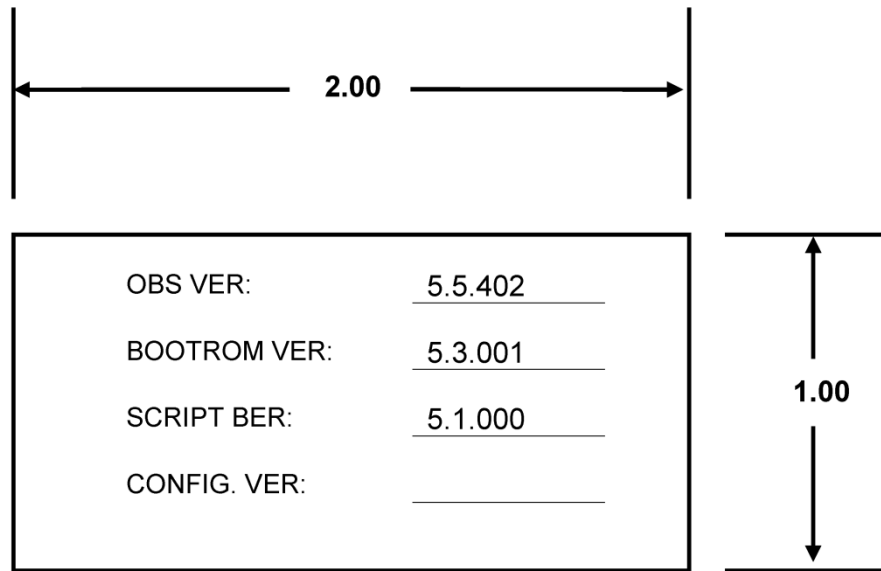 2.00
OBS VER: 5.5.402
BOOTROM VER: 5.3.001
SCRIPT BER: 5.1.000
CONFIG. VER:
1.00